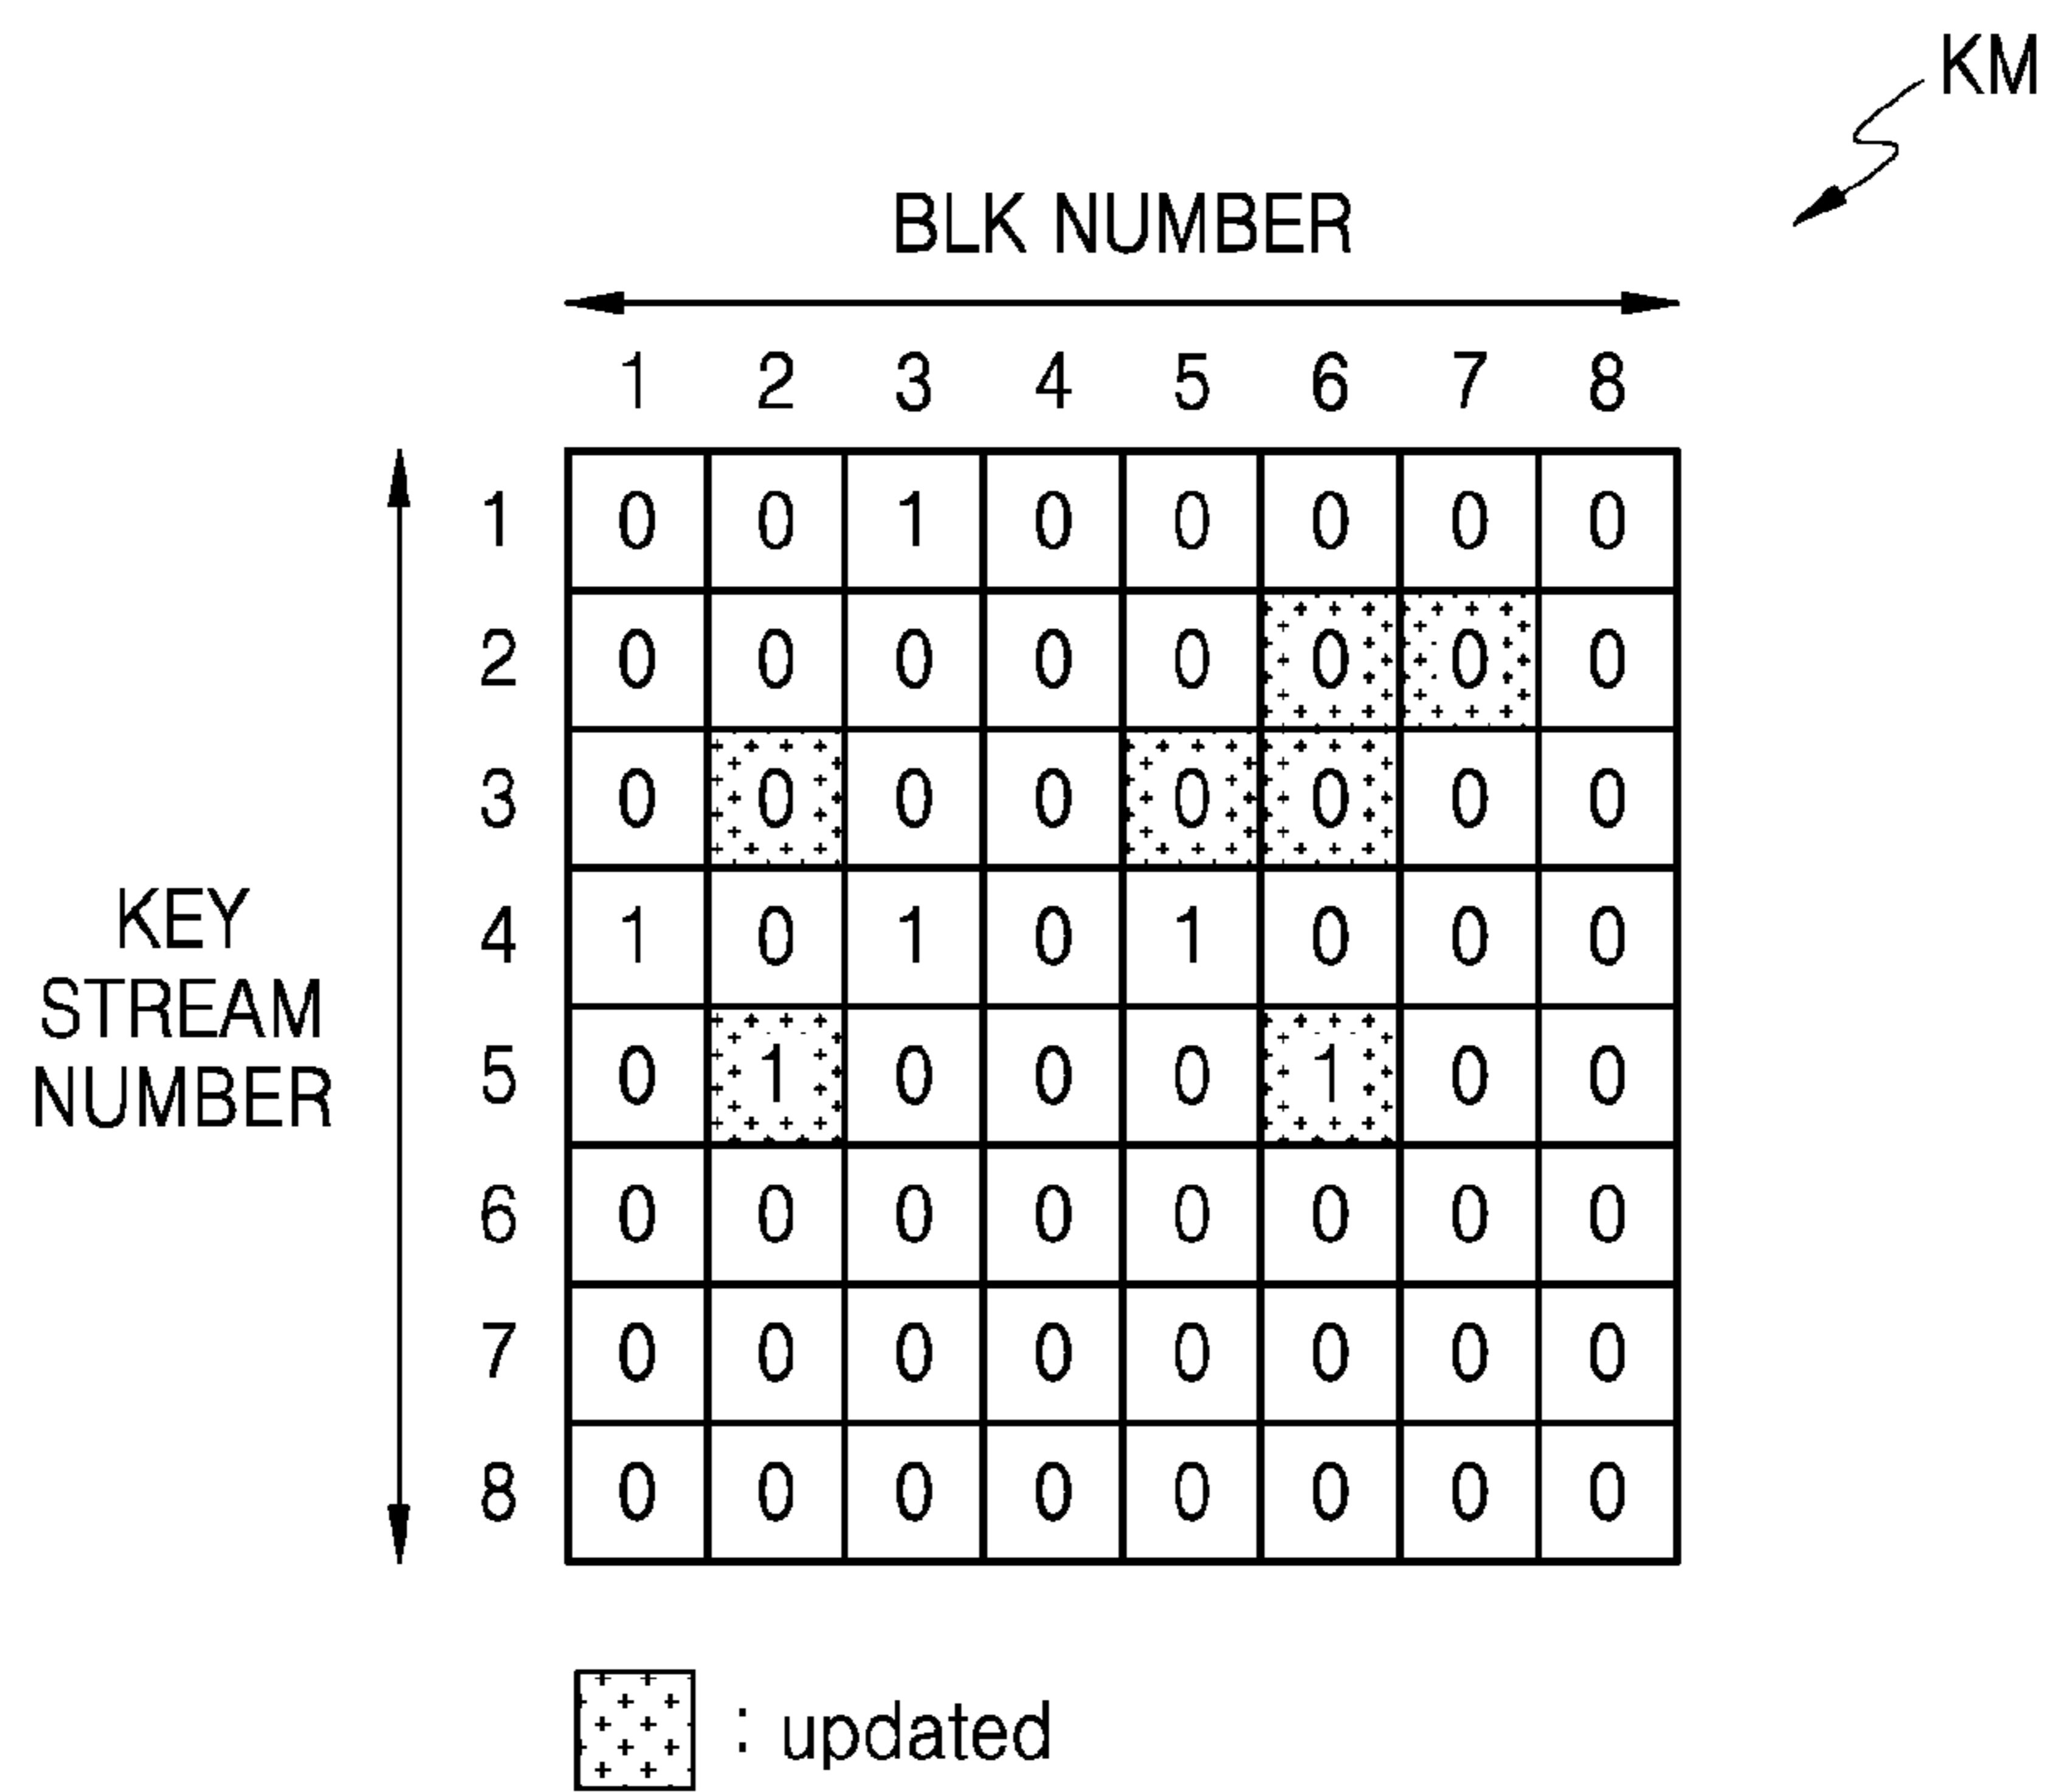 KM
BLK NUMBER
1 2 3 4 5 6 7 8
1 0 0 1 0 0 0 0 0
2 0 0 0 0 0 0 0 0
3 0 0 0 0 0 0 0 0
4 1 0 1 0 1 0 0 0
5 0 1 0 0 0 1 0 0
6 0 0 0 0 0 0 0 0
7 0 0 0 0 0 0 0 0
8 0 0 0 0 0 0 0 0
KEY
STREAM
NUMBER
: updated